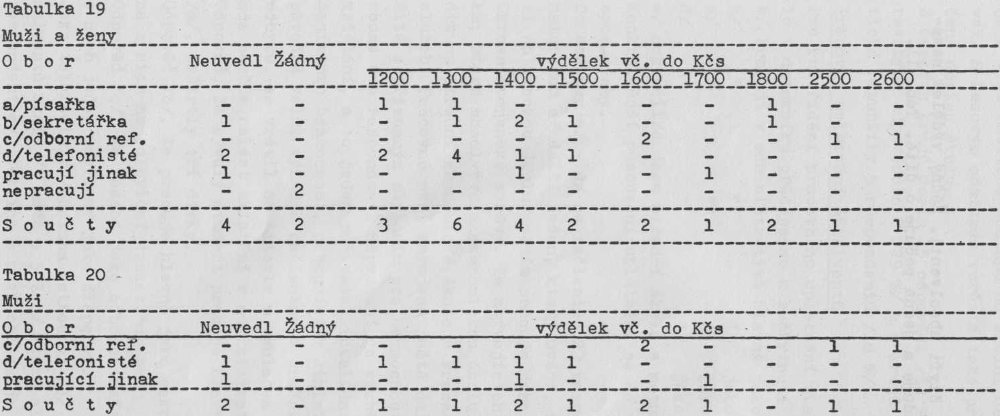 Tabulka 19
Muži a ženy
O b o r Neuvedl Žádný výdělek vč. do Kčs
1200 1300 1400 1500 1600 1700 1800 2500 2600
a/písařka - - 1 1 - - - - 1 - -
b/sekretářka 1 - - 1 2 1 - - 1 - -
c/odborní ref. - - - - - - 2 - - 1 1
d/telefonisté 2 - 2 4 1 1 - - - - -
pracují jinak 1 - - - 1 - - 1 - - -
nepracují - 2 - - - - - - - - -
S o u č t y 4 2 3 6 4 2 2 1 2 1 1
Tabulka 20
Muži
O b o r Neuvedl Žádný výdělek vč. do Kčs
c/odborní ref. - - - - - - 2 - - 1 1
d/telefonisté 1 - 1 1 1 1 - - - - -
pracující jinak 1 - - - 1 - - 1 - - -
S o u č t y 2 - 1 1 2 1 2 1 - 1 1